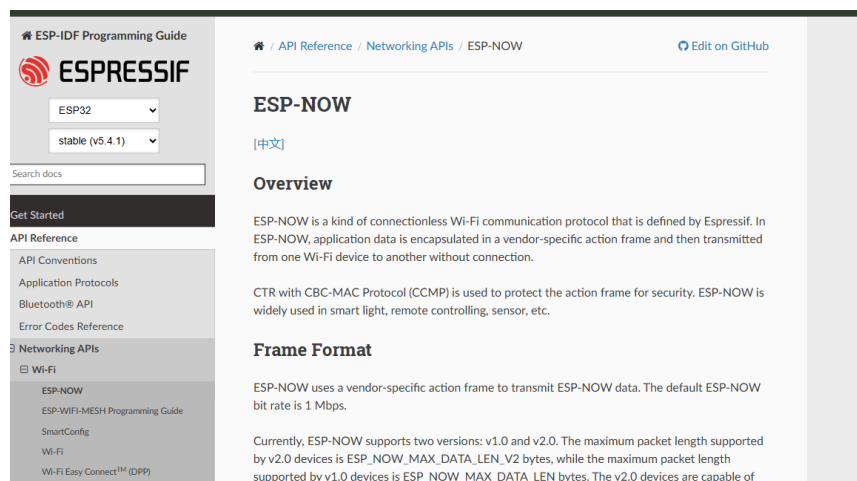 ESP-IDF Programming Guide
ESPRESSIF
ESP32
stable (v5.4.1)
Search docs
Get Started
API Reference
API Conventions
Application Protocols
Bluetooth® API
Error Codes Reference
Networking APIs
Wi-Fi
ESP-NOW
ESP-WIFI-MESH Programming Guide
SmartConfig
Wi-Fi
Wi-Fi Easy Connect™ (DPP)
/ API Reference / Networking APIs / ESP-NOW
Edit on GitHub
ESP-NOW
[中文]
Overview
ESP-NOW is a kind of connectionless Wi-Fi communication protocol that is defined by Espressif. In
ESP-NOW, application data is encapsulated in a vendor-specific action frame and then transmitted
from one Wi-Fi device to another without connection.
CTR with CBC-MAC Protocol (CCMP) is used to protect the action frame for security. ESP-NOW is
widely used in smart light, remote controlling, sensor, etc.
Frame Format
ESP-NOW uses a vendor-specific action frame to transmit ESP-NOW data. The default ESP-NOW
bit rate is 1 Mbps.
Currently, ESP-NOW supports two versions: v1.0 and v2.0. The maximum packet length supported
by v2.0 devices is ESP_NOW_MAX_DATA_LEN_V2 bytes, while the maximum packet length
supported by v1.0 devices is ESP_NOW_MAX_DATA_LEN bytes. The v2.0 devices are capable of